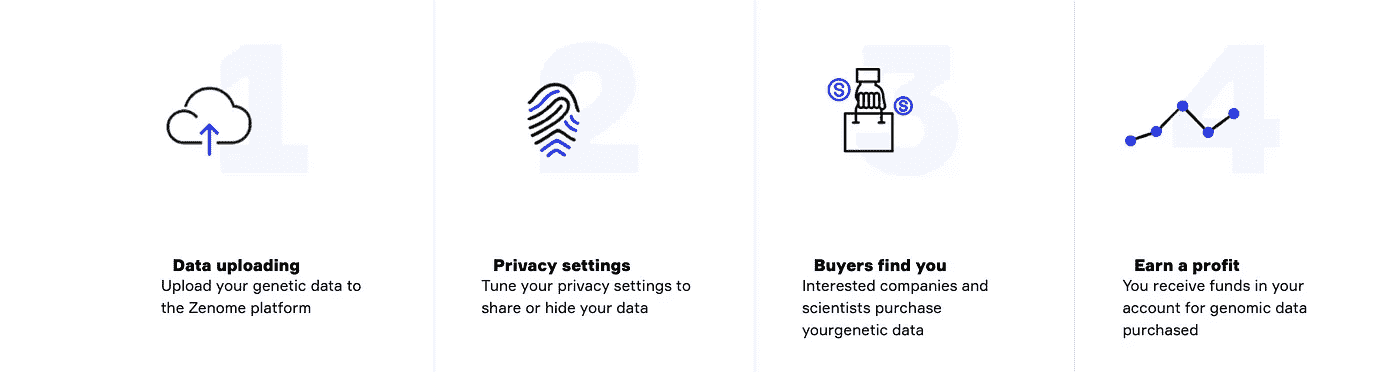 1
Data uploading
Upload your genetic data to
the Zenome platform
2
Privacy settings
Tune your privacy settings to
share or hide your data
3
S
S
Buyers find you
Interested companies and
scientists purchase
yourgenetic data
4
Earn a profit
You receive funds in your
account for genomic data
purchased